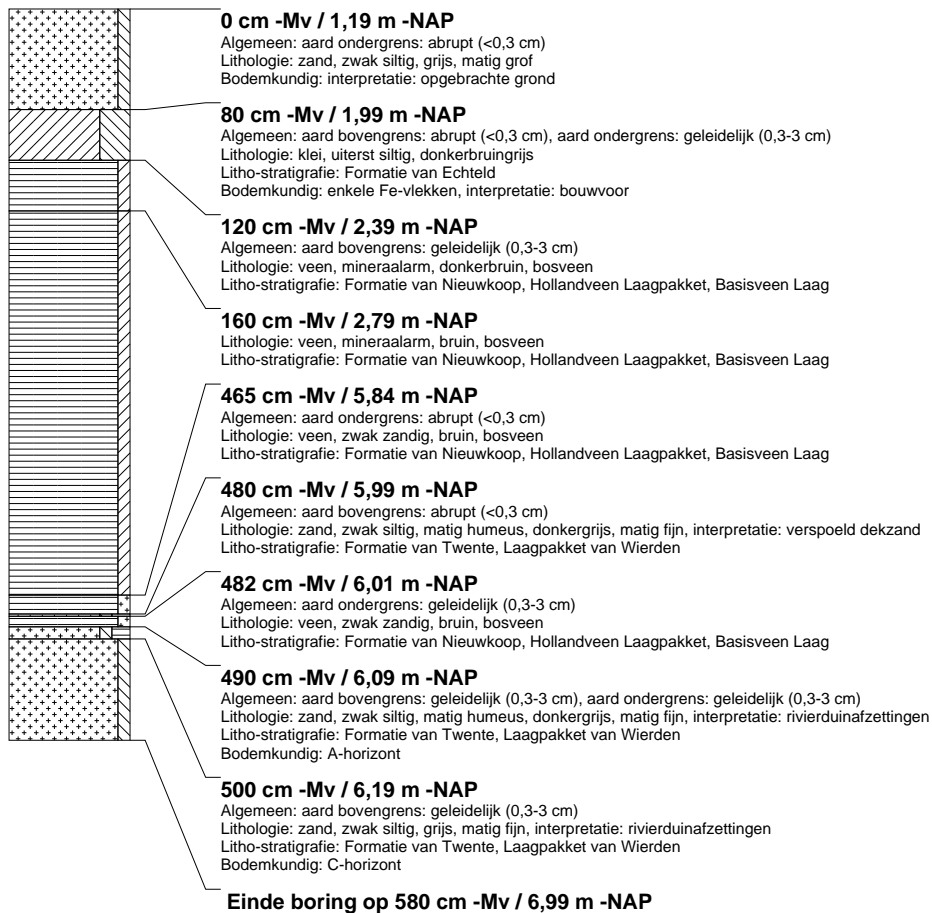 0 cm -Mv / 1,19 m -NAP
Algemeen: aard ondergrens: abrupt (<0,3 cm)
Lithologie: zand, zwak siltig, grijs, matig grof
Bodemkundig: interpretatie: opgebrachte grond
80 cm -Mv / 1,99 m -NAP
Algemeen: aard bovengrens: abrupt (<0,3 cm), aard ondergrens: geleidelijk (0,3-3 cm)
Lithologie: klei, uiterst siltig, donkerbruingrijs
Litho-stratigrafie: Formatie van Echteld
Bodemkundig: enkele Fe-vlekken, interpretatie: bouwvoor
120 cm -Mv / 2,39 m -NAP
Algemeen: aard bovengrens: geleidelijk (0,3-3 cm)
Lithologie: veen, mineraalarm, donkerbruin, bosveen
Litho-stratigrafie: Formatie van Nieuwkoop, Hollandveen Laagpakket, Basisveen Laag
160 cm -Mv / 2,79 m -NAP
Lithologie: veen, mineraalarm, bruin, bosveen
Litho-stratigrafie: Formatie van Nieuwkoop, Hollandveen Laagpakket, Basisveen Laag
465 cm -Mv / 5,84 m -NAP
Algemeen: aard ondergrens: abrupt (<0,3 cm)
Lithologie: veen, zwak zandig, bruin, bosveen
Litho-stratigrafie: Formatie van Nieuwkoop, Hollandveen Laagpakket, Basisveen Laag
480 cm -Mv / 5,99 m -NAP
Algemeen: aard bovengrens: abrupt (<0,3 cm)
Lithologie: zand, zwak siltig, matig humeus, donkergrijs, matig fijn, interpretatie: verspoeld dekzand
Litho-stratigrafie: Formatie van Twente, Laagpakket van Wierden
482 cm -Mv / 6,01 m -NAP
Algemeen: aard ondergrens: geleidelijk (0,3-3 cm)
Lithologie: veen, zwak zandig, bruin, bosveen
Litho-stratigrafie: Formatie van Nieuwkoop, Hollandveen Laagpakket, Basisveen Laag
490 cm -Mv / 6,09 m -NAP
Algemeen: aard bovengrens: geleidelijk (0,3-3 cm), aard ondergrens: geleidelijk (0,3-3 cm)
Lithologie: zand, zwak siltig, matig humeus, donkergrijs, matig fijn, interpretatie: rivierduinafzettingen
Litho-stratigrafie: Formatie van Twente, Laagpakket van Wierden
Bodemkundig: A-horizont
500 cm -Mv / 6,19 m -NAP
Algemeen: aard bovengrens: geleidelijk (0,3-3 cm)
Lithologie: zand, zwak siltig, grijs, matig fijn, interpretatie: rivierduinafzettingen
Litho-stratigrafie: Formatie van Twente, Laagpakket van Wierden
Bodemkundig: C-horizont
Einde boring op 580 cm -Mv / 6,99 m -NAP